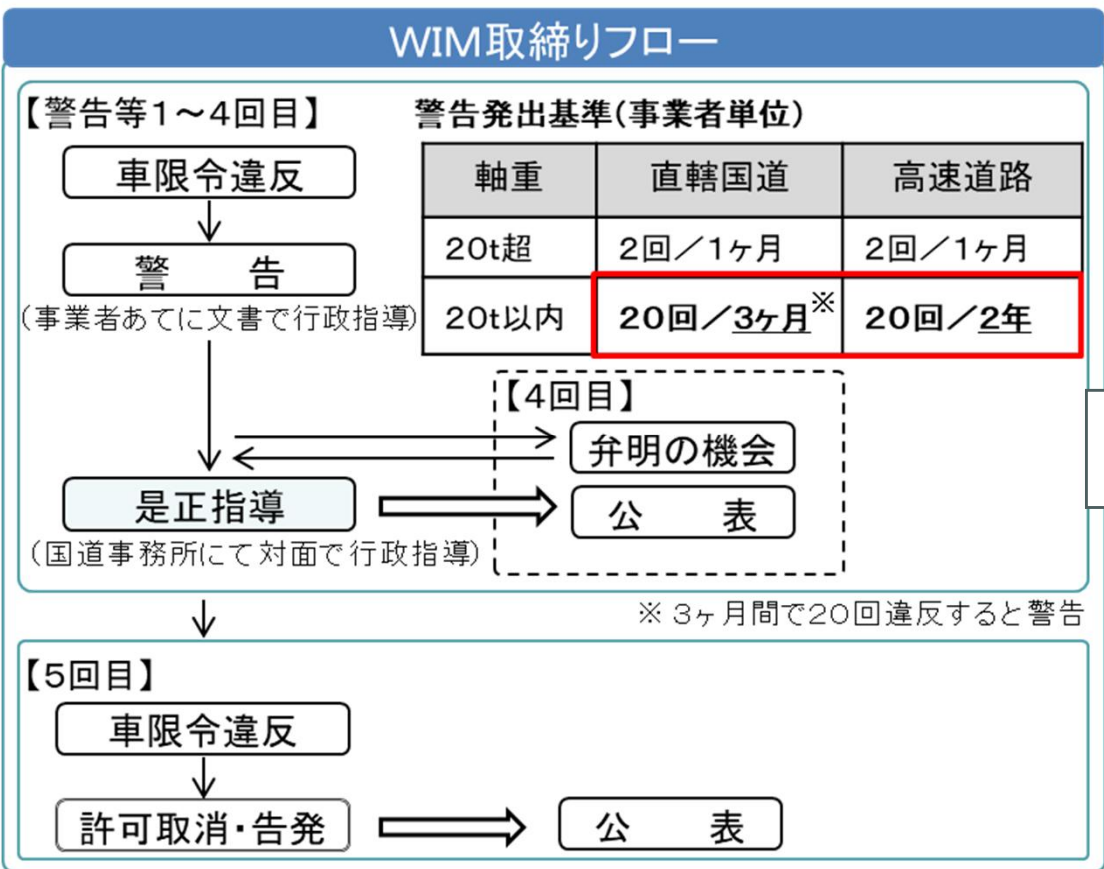 WIM取締りフロー
【警告等1～4回目】
車限令違反
警　告
(事業者あてに文書で行政指導)
警告発出基準(事業者単位)
軸重　直轄国道　高速道路
20t超　2回／1ヶ月　2回／1ヶ月
20t以内　20回／3ヶ月※　20回／2年
【4回目】
弁明の機会
是正指導
公　表
(国道事務所にて対面で行政指導)
※ 3ヶ月間で20回違反すると警告
【5回目】
車限令違反
許可取消・告発
公　表